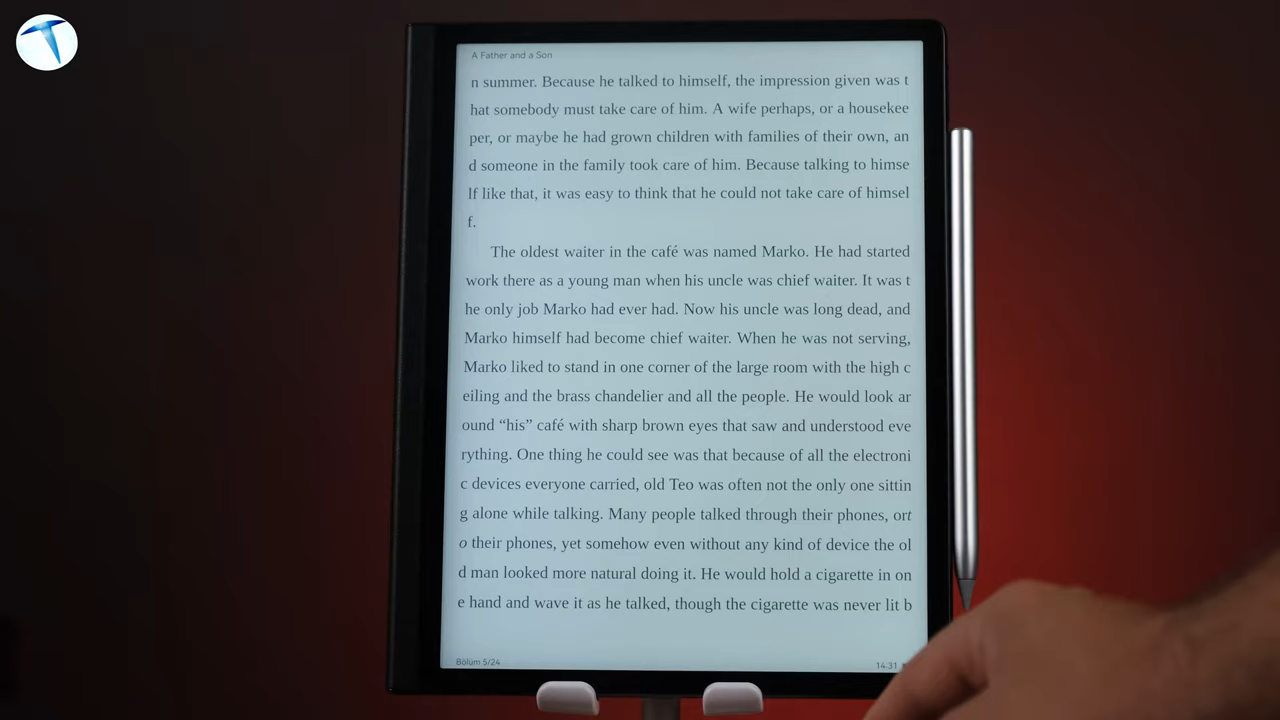 A Father and a Son
n summer. Because he talked to himself, the impression given was t
hat somebody must take care of him. A wife perhaps, or a housekee
per, or maybe he had grown children with families of their own, an
d someone in the family took care of him. Because talking to himse
lf like that, it was easy to think that he could not take care of himsel
f.
The oldest waiter in the café was named Marko. He had started
work there as a young man when his uncle was chief waiter. It was t
he only job Marko had ever had. Now his uncle was long dead, and
Marko himself had become chief waiter. When he was not serving,
Marko liked to stand in one corner of the large room with the high c
eiling and the brass chandelier and all the people. He would look ar
ound “his” café with sharp brown eyes that saw and understood eve
rything. One thing he could see was that because of all the electroni
c devices everyone carried, old Teo was often not the only one sittin
g alone while talking. Many people talked through their phones, ort
o their phones, yet somehow even without any kind of device the ol
d man looked more natural doing it. He would hold a cigarette in on
e hand and wave it as he talked, though the cigarette was never lit b
Bölüm 5/24
14:31